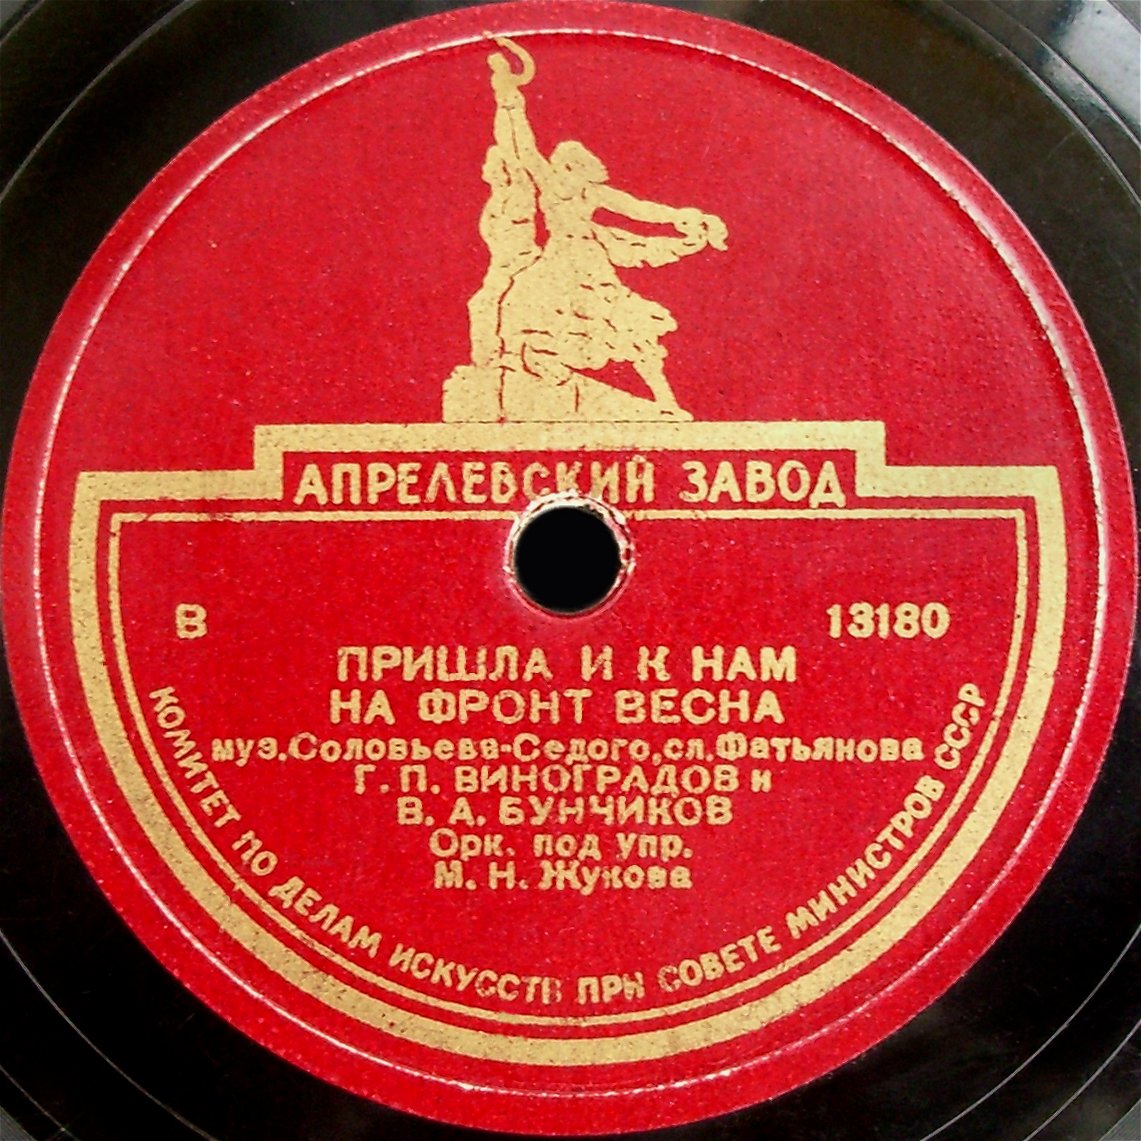 АПРЕЛЕВСКИЙ ЗАВОД
В 13180
ПРИШЛА И К НАМ
НА ФРОНТ ВЕСНА
муз. Соловьева-Седого, сл. Фатьянова
Г. П. ВИНОГРАДОВ и
В. А. БУНЧИКОВ
Орк. под упр.
М. Н. Жукова
КОМИТЕТ ПО ДЕЛАМ ИСКУССТВ ПРИ СОВЕТЕ МИНИСТРОВ СССР